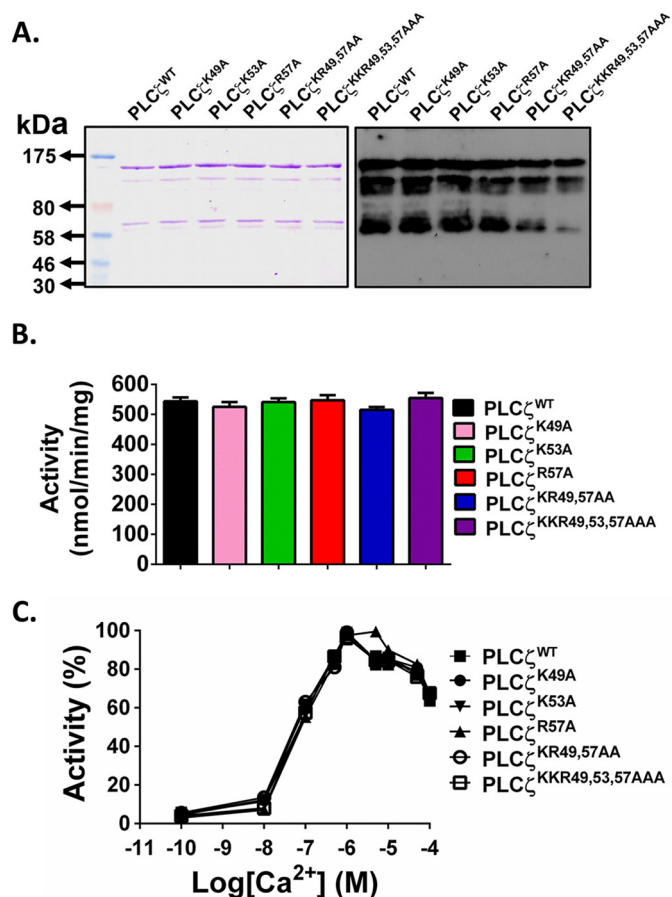 A.
PLCζWT PLCζK49A PLCζK53A PLCζR57A PLCζKR49,57AA PLCζKKR49,53,57AAA PLCζWT PLCζK49A PLCζK53A PLCζR57A PLCζKR49,57AA PLCζKKR49,53,57AAA
kDa
175
80
58
46
30
B.
Activity
(nmol/min/mg)
600
500
400
300
200
100
0
PLCζWT
PLCζK49A
PLCζK53A
PLCζR57A
PLCζKR49,57AA
PLCζKKR49,53,57AAA
C.
Activity (%)
100
80
60
40
20
0
-11 -10 -9 -8 -7 -6 -5 -4
Log[Ca2+] (M)
PLCζWT
PLCζK49A
PLCζK53A
PLCζR57A
PLCζKR49,57AA
PLCζKKR49,53,57AAA